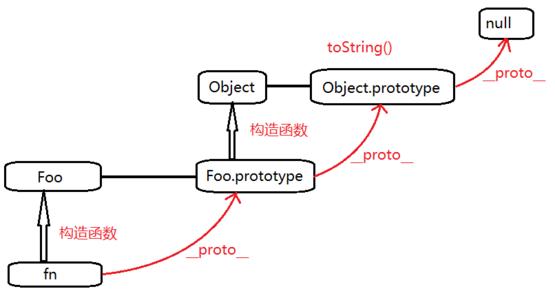 null
toString()
Object
Object.prototype
__proto__
构造函数
__proto__
Foo
Foo.prototype
构造函数
__proto__
fn